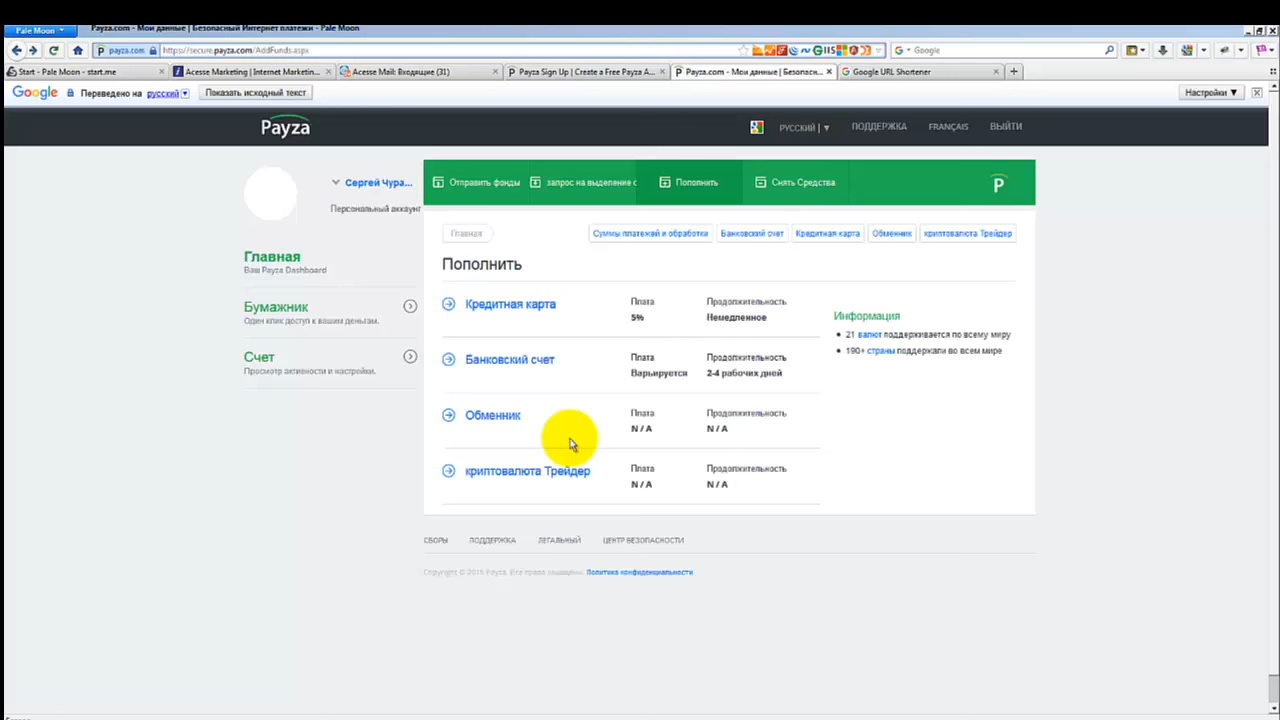 Pale Moon
Payza.com - Мои данные | Безопасный Интернет платежи - Pale Moon
payza.com
https://secure.payza.com/AddFunds.aspx
Google
Start - Pale Moon - start.me
Acesse Marketing | Internet Marketin...
Acesse Mail: Входящие (31)
Payza Sign Up | Create a Free Payza A...
Payza.com - Мои данные | Безопасн...
Google URL Shortener
Google
Переведено на русский
Показать исходный текст
Настройки ▼
Payza
РУССКИЙ | ▼
ПОДДЕРЖКА
FRANÇAIS
ВЫЙТИ
Сергей Чура...
Персональный аккаунт
Отправить фонды
запрос на выделение с
Пополнить
Снять Средства
Главная
Ваш Payza Dashboard
Бумажник
Один клик доступ к вашим деньгам.
Счет
Просмотр активности и настройки.
Главная
Суммы платежей и обработки
Банковский счет
Кредитная карта
Обменник
криптовалюта Трейдер
Пополнить
Кредитная карта
Плата
Продолжительность
5%
Немедленное
Банковский счет
Плата
Продолжительность
Варьируется
2-4 рабочих дней
Обменник
Плата
Продолжительность
N / A
N / A
криптовалюта Трейдер
Плата
Продолжительность
N / A
N / A
Информация
21 валют поддерживается по всему миру
190+ страны поддержали во всем мире
СБОРЫ
ПОДДЕРЖКА
ЛЕГАЛЬНЫЙ
ЦЕНТР БЕЗОПАСНОСТИ
Copyright © 2015 Payza. Все права защищены. Политика конфиденциальности